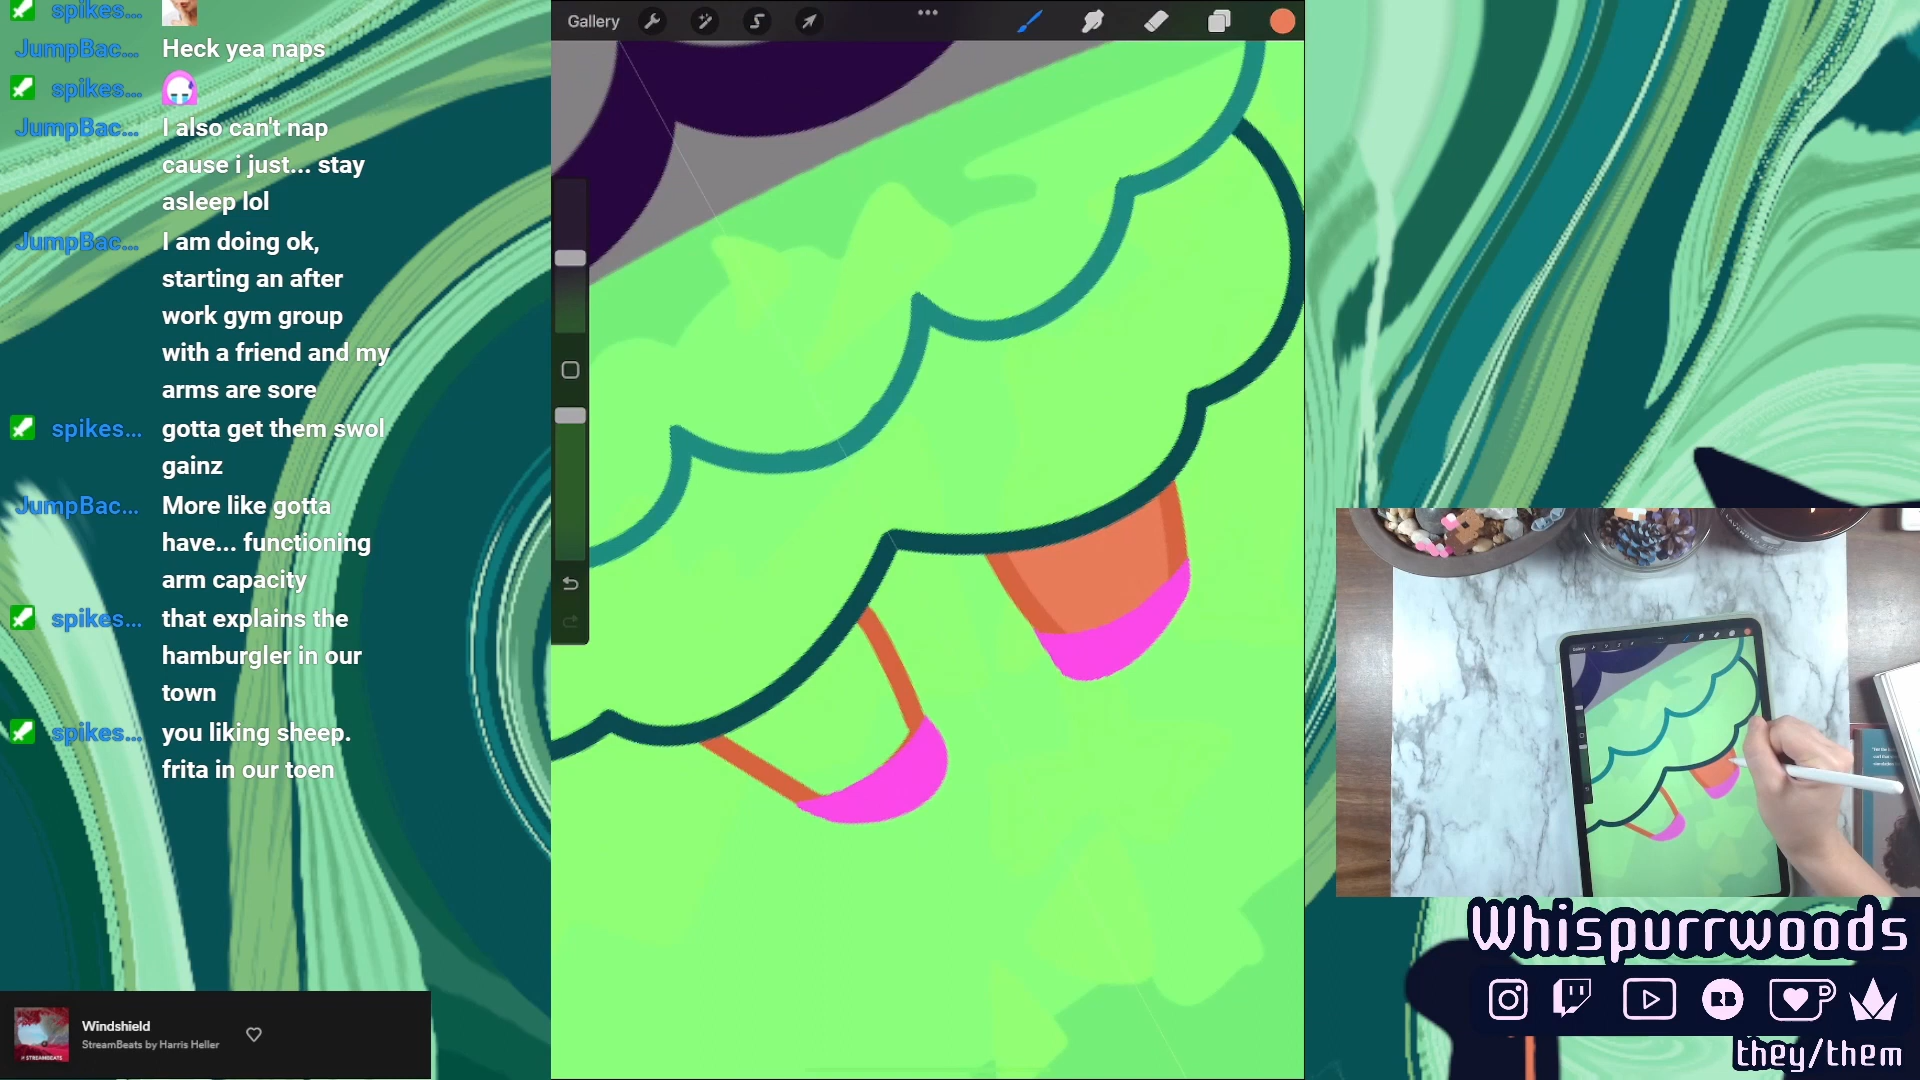 spikes...
JumpBac... Heck yea naps
spikes...
JumpBac... I also can't nap
cause i just... stay
asleep lol
JumpBac... I am doing ok,
starting an after
work gym group
with a friend and my
arms are sore
spikes... gotta get them swol
gainz
JumpBac... More like gotta
have... functioning
arm capacity
spikes... that explains the
hamburgler in our
town
spikes... you liking sheep.
frita in our toen
Windshield
StreamBeats by Harris Heller
Gallery
Whispurrwoods
they/them